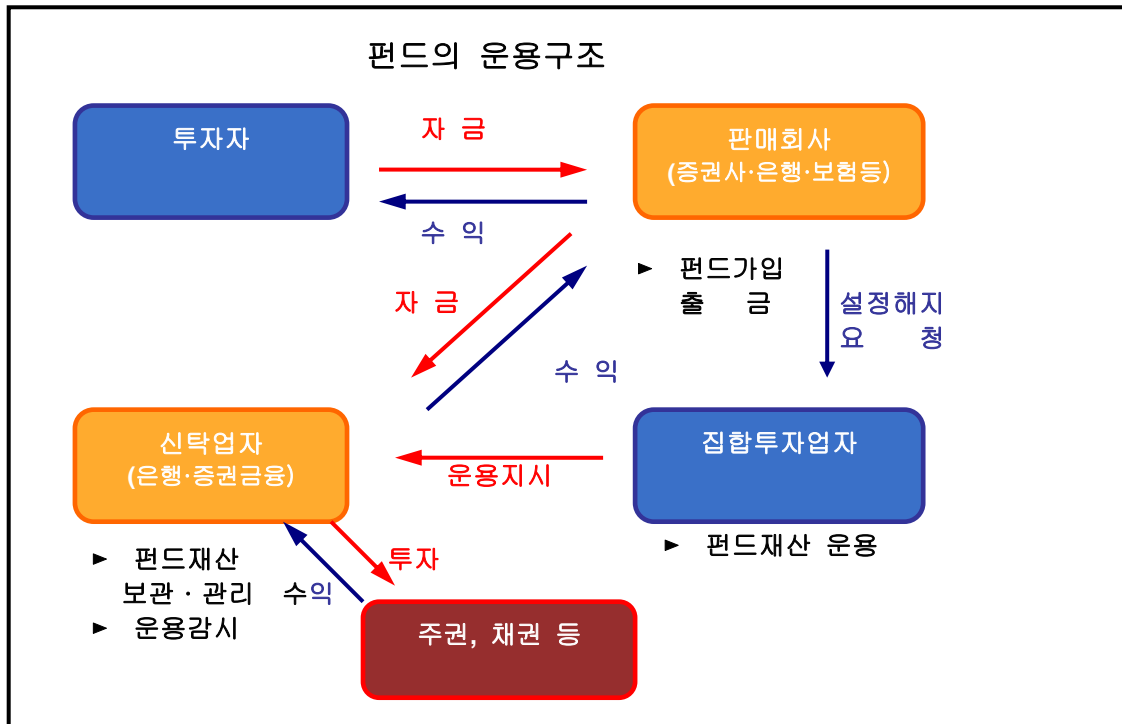 펀드의 운용구조
투자자
자 금
수 익
판매회사
(증권사·은행·보험등)
► 펀드가입
출 금
설정해지
요 청
자 금
수 익
신탁업자
(은행·증권금융)
운용지시
집합투자업자
► 펀드재산 운용
► 펀드재산
보관 · 관리
► 운용감시
수익
투자
주권, 채권 등